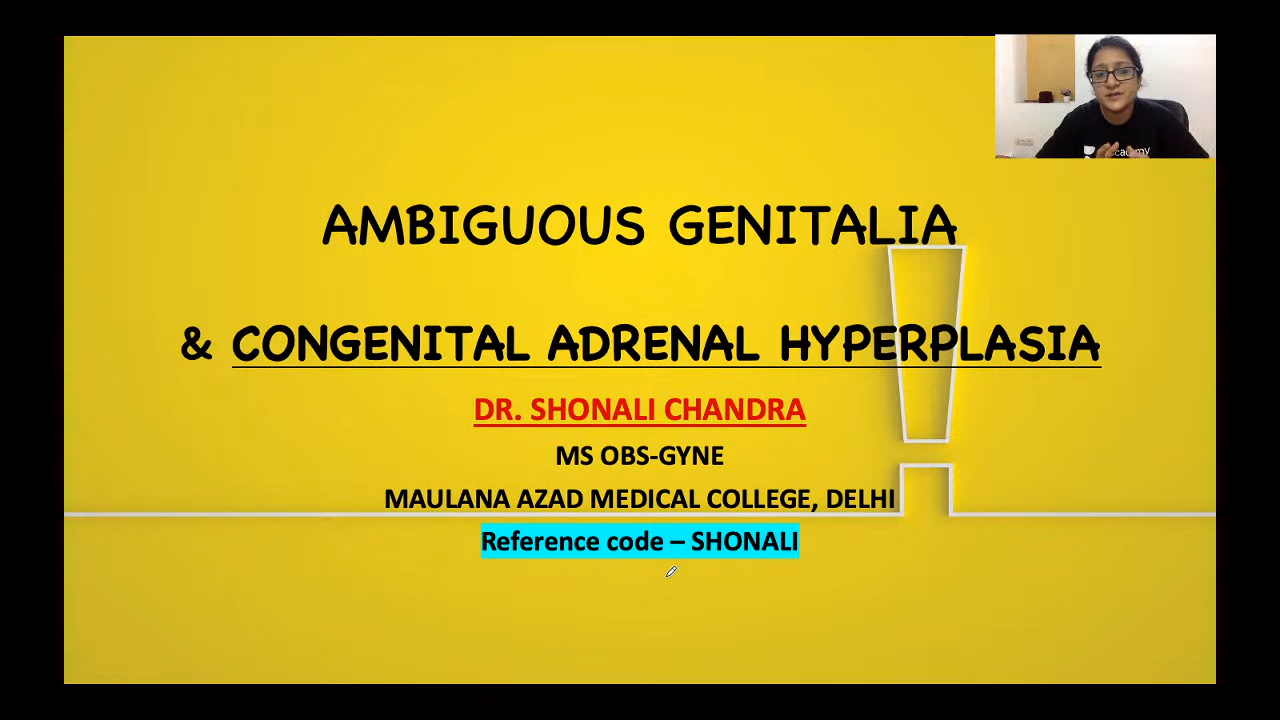 AMBIGUOUS GENITALIA
& CONGENITAL ADRENAL HYPERPLASIA
DR. SHONALI CHANDRA
MS OBS-GYNE
MAULANA AZAD MEDICAL COLLEGE, DELHI
Reference code – SHONALI